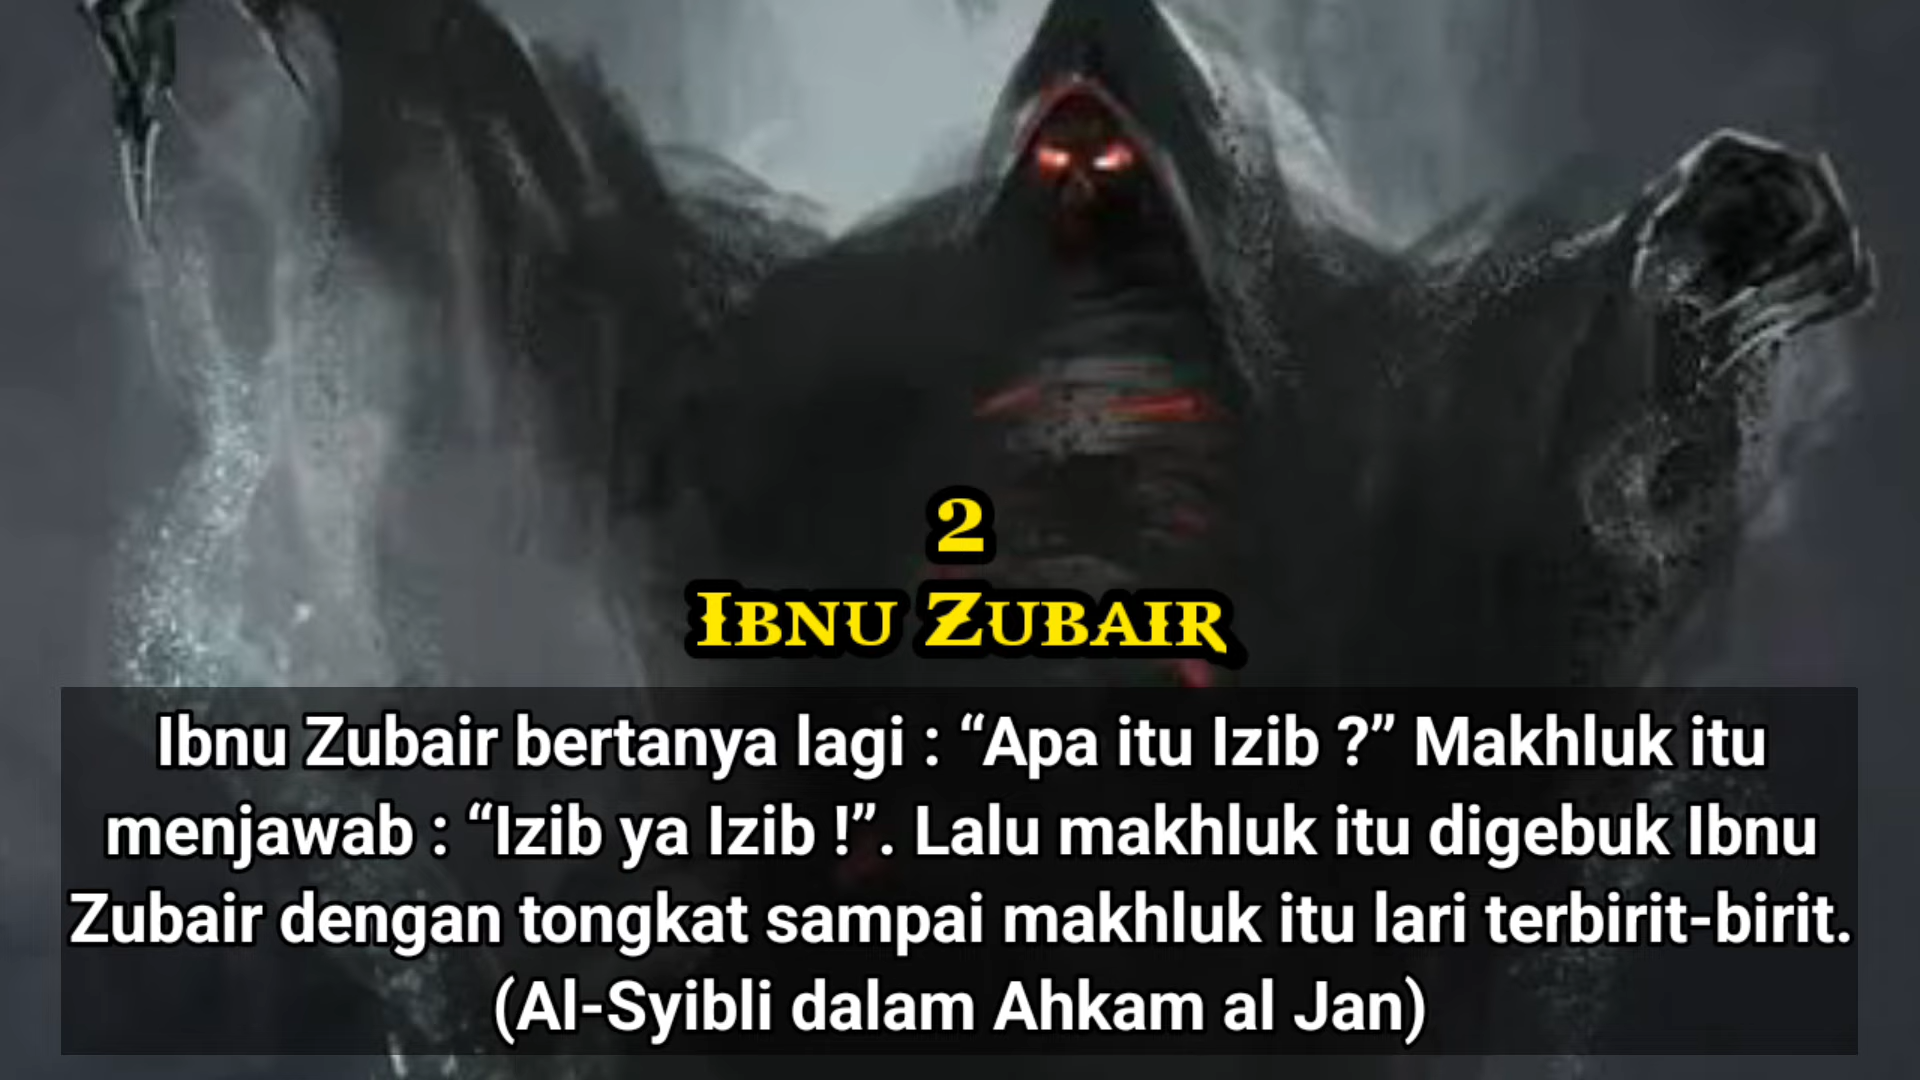 2
Ibnu Zubair
Ibnu Zubair bertanya lagi : “Apa itu Izib ?” Makhluk itu
menjawab : “Izib ya Izib !”. Lalu makhluk itu digebuk Ibnu
Zubair dengan tongkat sampai makhluk itu lari terbirit-birit.
(Al-Syibli dalam Ahkam al Jan)